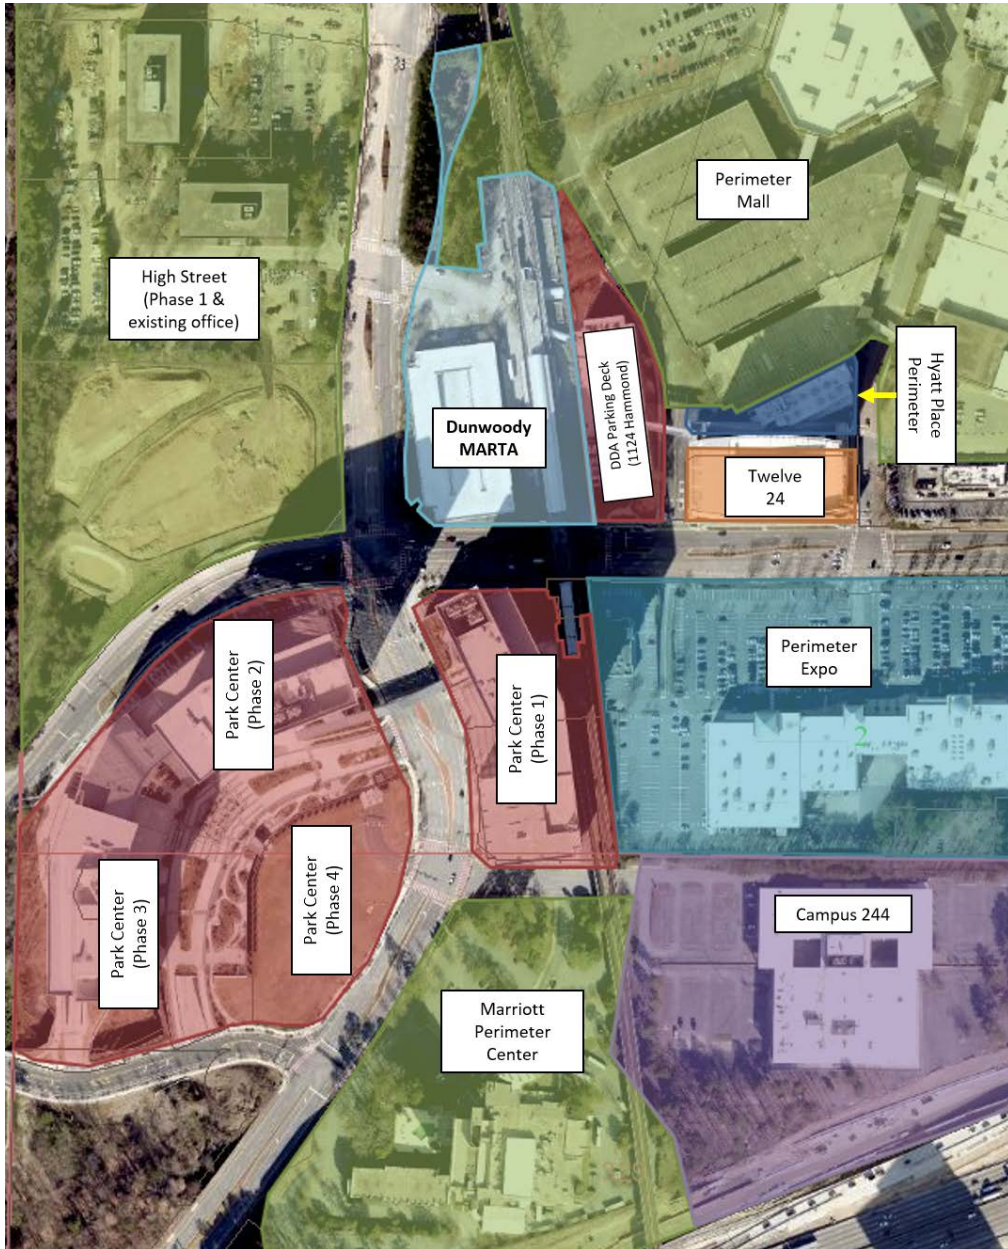 Perimeter
Mall
High Street
(Phase 1 &
existing office)
Hyatt Place
Perimeter
DDA Parking Deck
(1124 Hammond)
Dunwoody
MARTA
Twelve
24
Park Center
(Phase 2)
Park Center
(Phase 1)
Perimeter
Expo
2
Park Center
(Phase 3)
Park Center
(Phase 4)
Campus 244
Marriott
Perimeter
Center